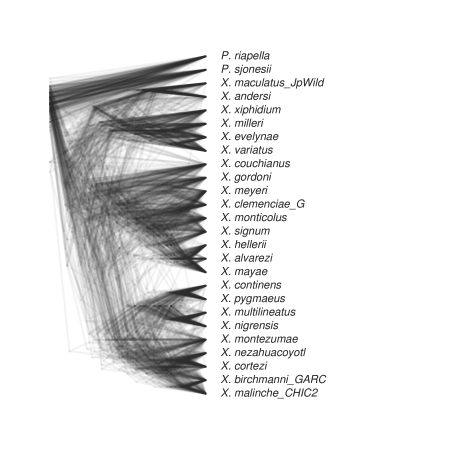 P. riapella
P. sjonesii
X. maculatus_JpWild
X. andersi
X. xiphidium
X. milleri
X. evelynae
X. variatus
X. couchianus
X. gordoni
X. meyeri
X. clemenciae_G
X. monticolus
X. signum
X. hellerii
X. alvarezi
X. mayae
X. continens
X. pygmaeus
X. multilineatus
X. nigrensis
X. montezumae
X. nezahuacoyotl
X. cortezi
X. birchmanni_GARC
X. malinche_CHIC2